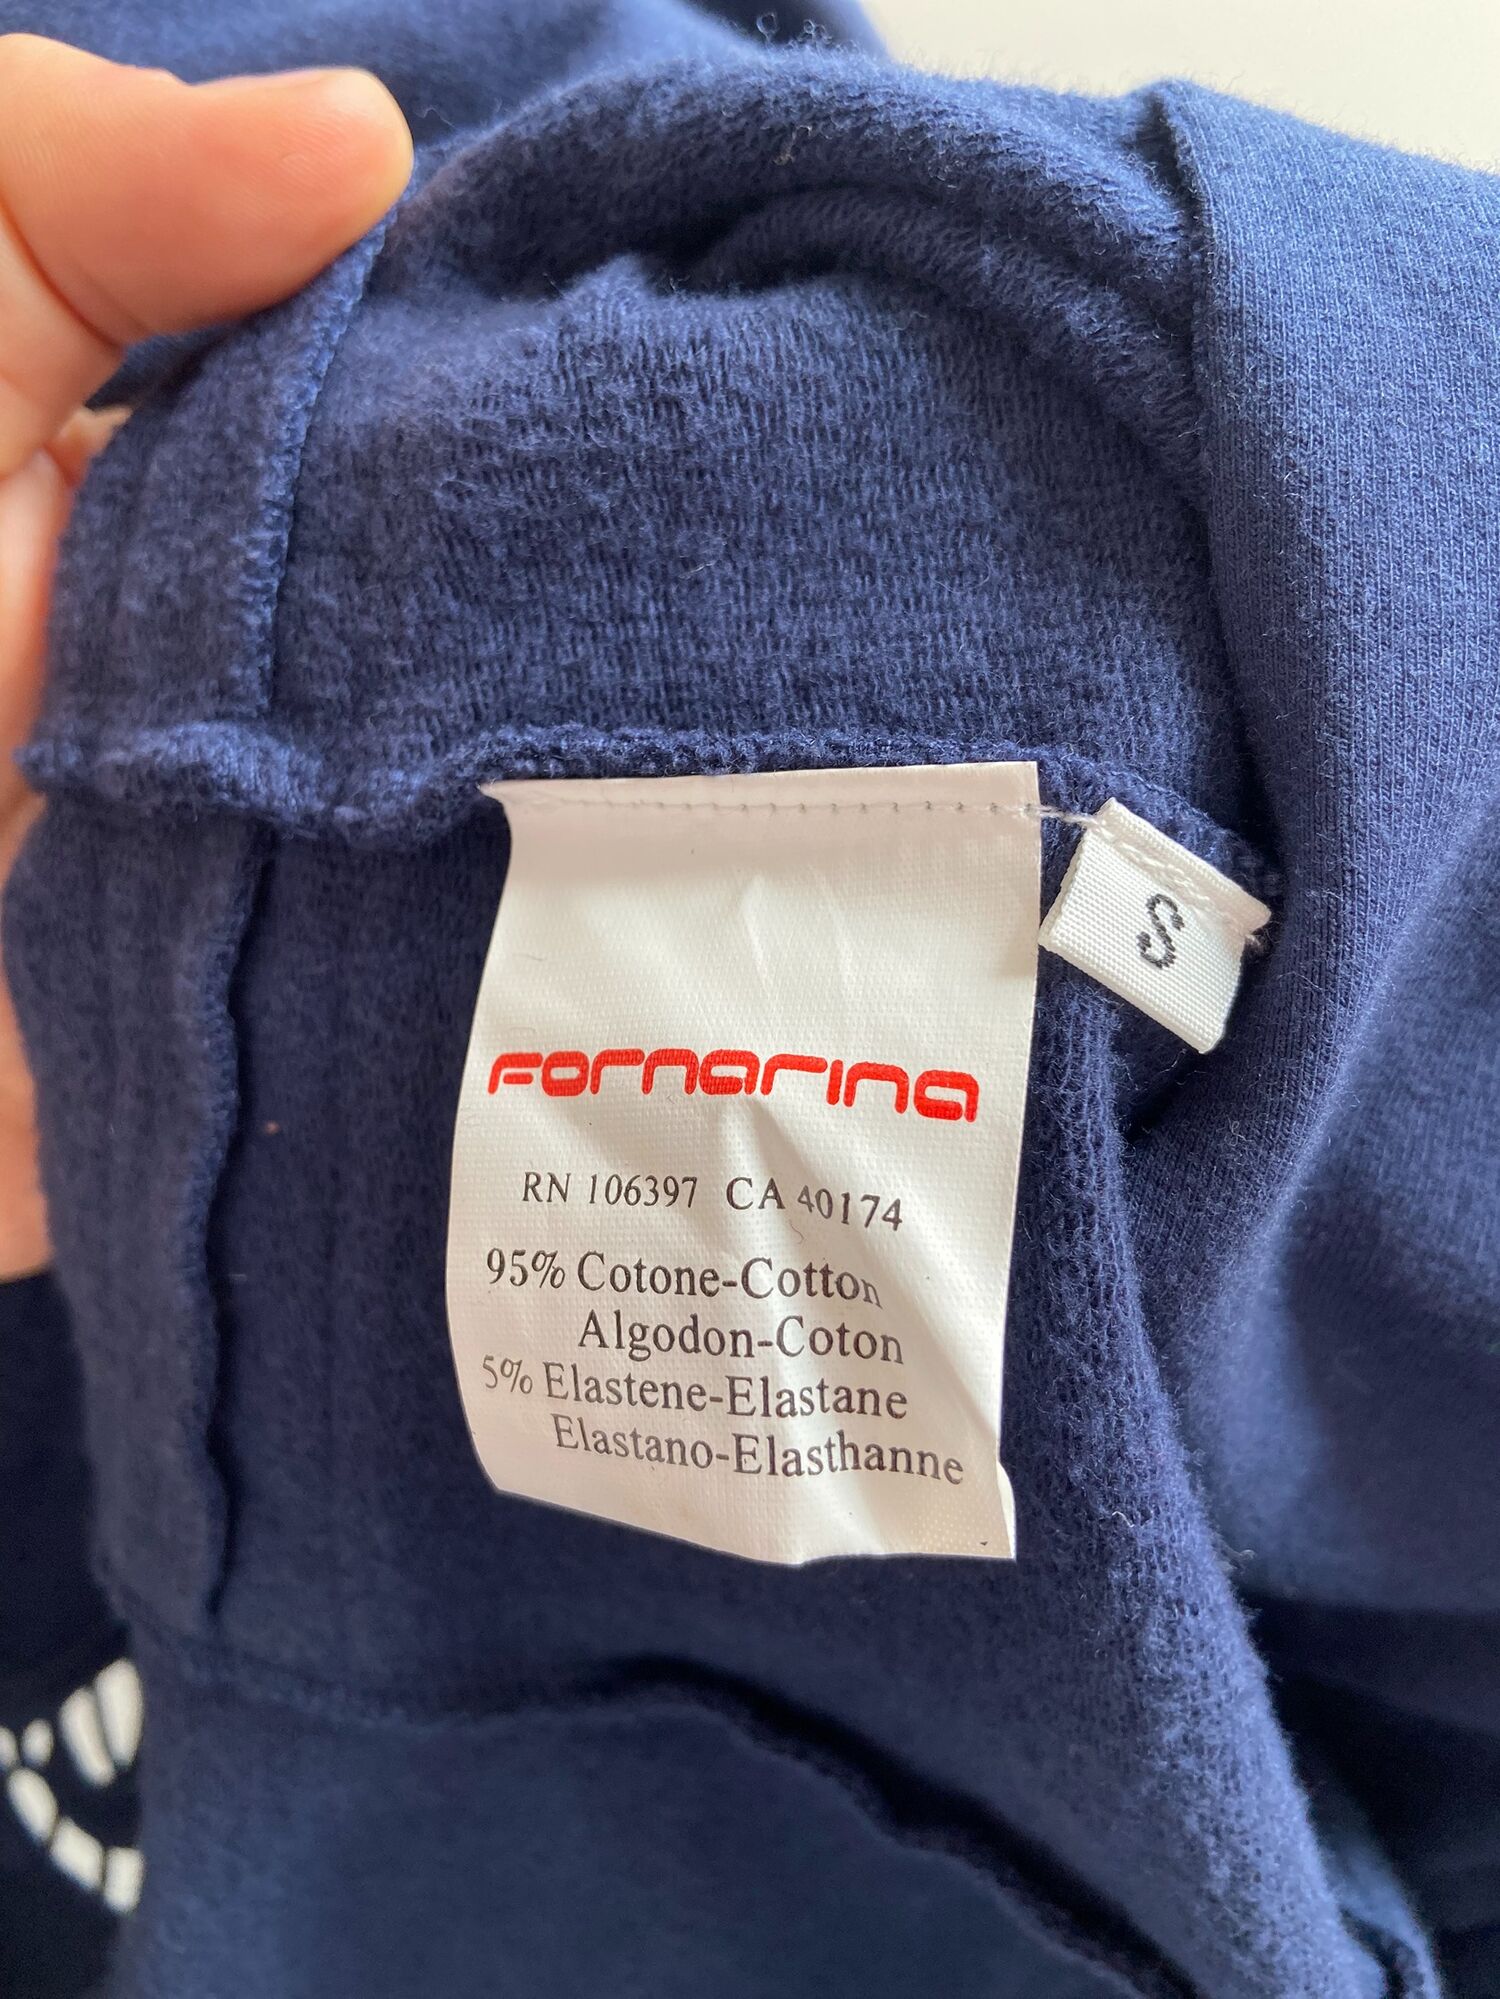 S
Fornarina
RN 106397 CA 40174
95% Cotone-Cotton
Algodon-Coton
5% Elastene-Elastane
Elastano-Elasthanne